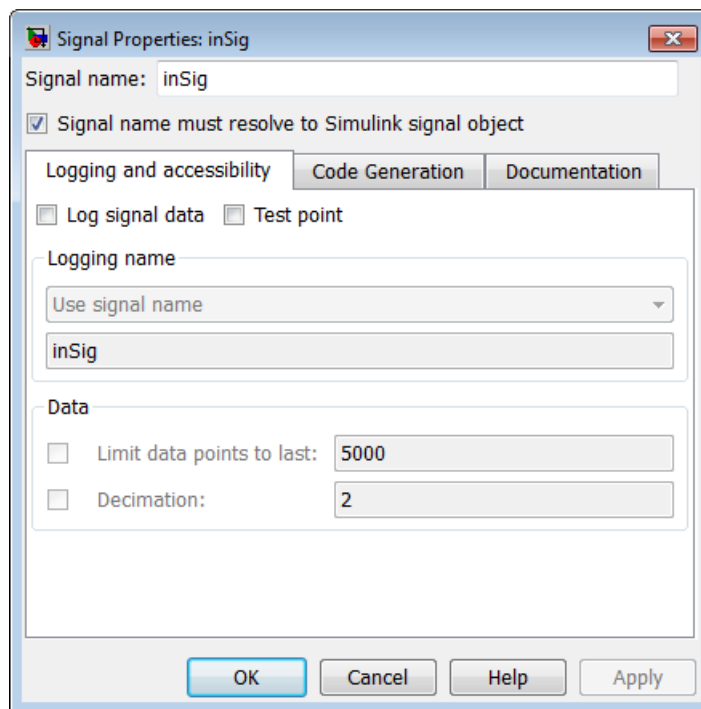 Signal Properties: inSig
Signal name: inSig
Signal name must resolve to Simulink signal object
Logging and accessibility Code Generation Documentation
Log signal data Test point
Logging name
Use signal name
inSig
Data
Limit data points to last: 5000
Decimation: 2
OK Cancel Help Apply